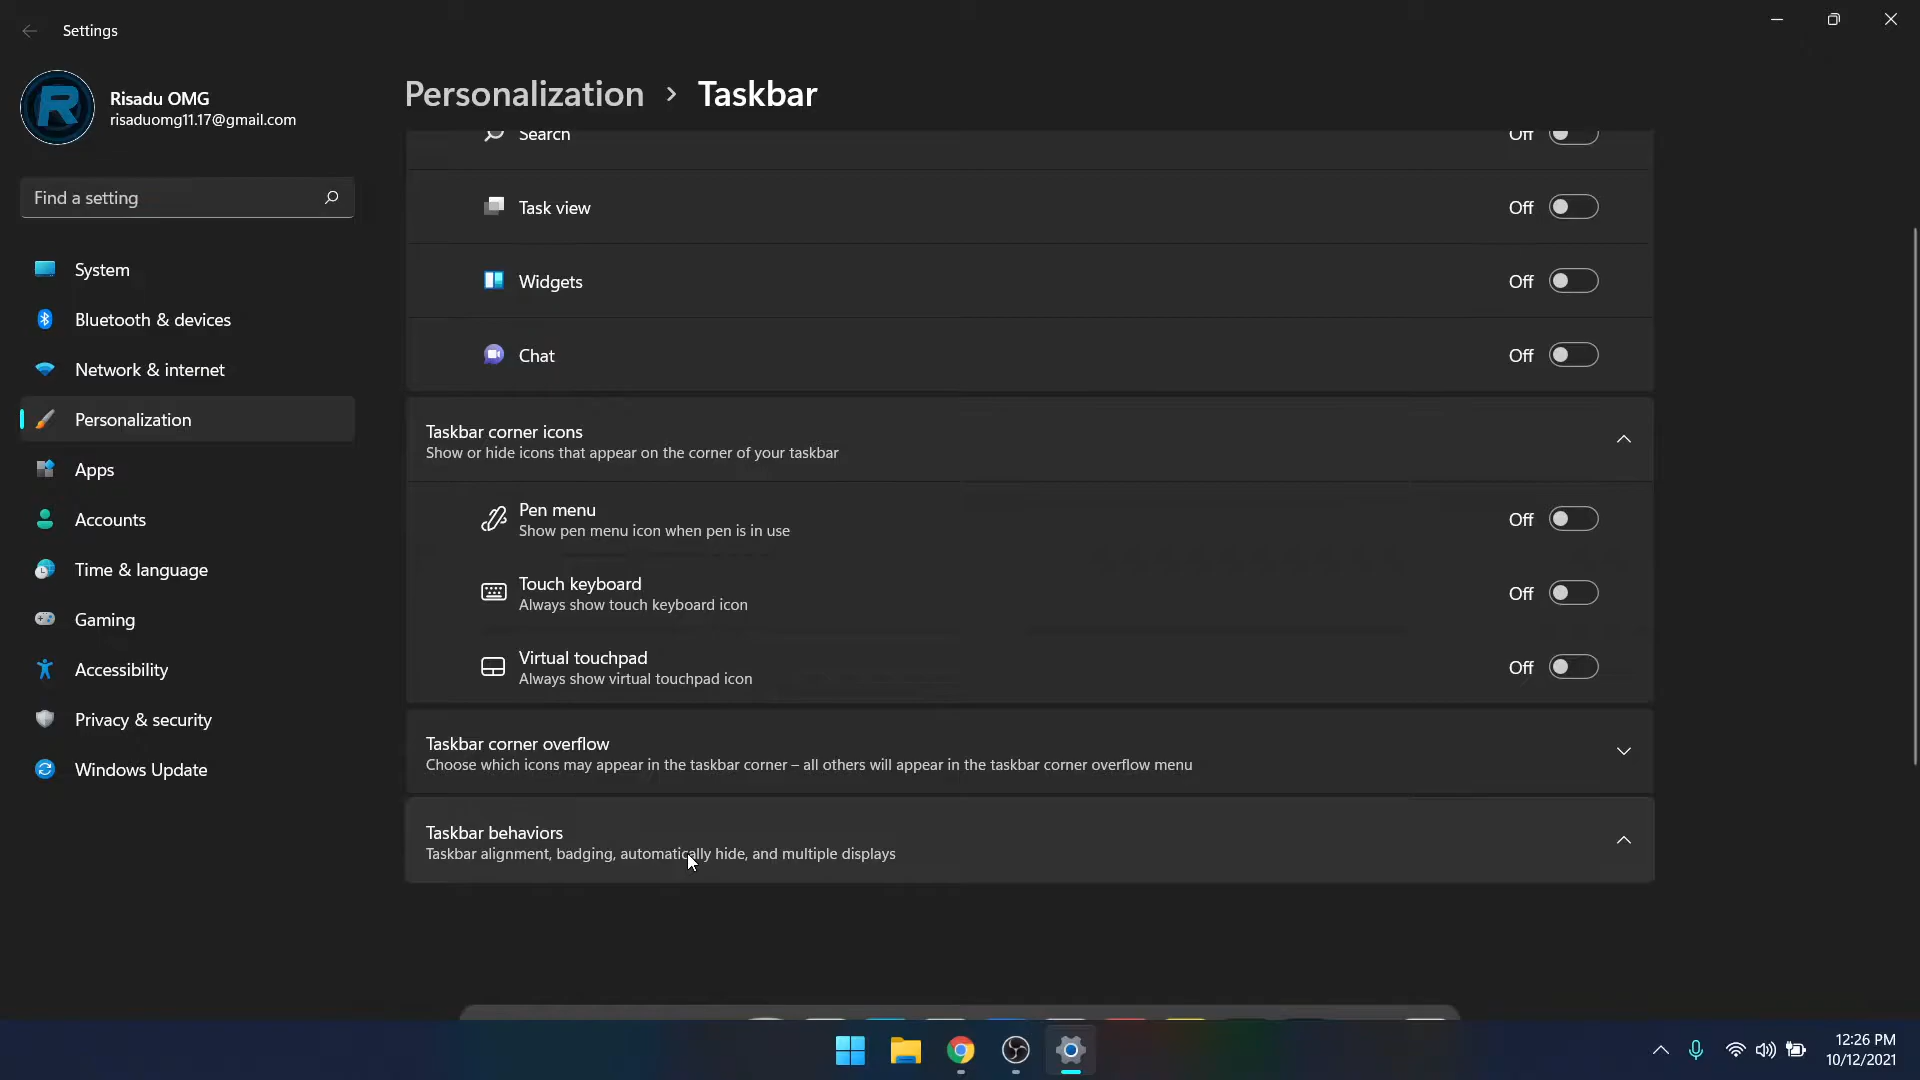 Settings
Risadu OMG
risaduomg11.17@gmail.com
Find a setting
System
Bluetooth & devices
Network & internet
Personalization
Apps
Accounts
Time & language
Gaming
Accessibility
Privacy & security
Windows Update
Personalization > Taskbar
Search Off
Task view Off
Widgets Off
Chat Off
Taskbar corner icons
Show or hide icons that appear on the corner of your taskbar
Pen menu
Show pen menu icon when pen is in use
Off
Touch keyboard
Always show touch keyboard icon
Off
Virtual touchpad
Always show virtual touchpad icon
Off
Taskbar corner overflow
Choose which icons may appear in the taskbar corner – all others will appear in the taskbar corner overflow menu
Taskbar behaviors
Taskbar alignment, badging, automatically hide, and multiple displays
12:26 PM
10/12/2021